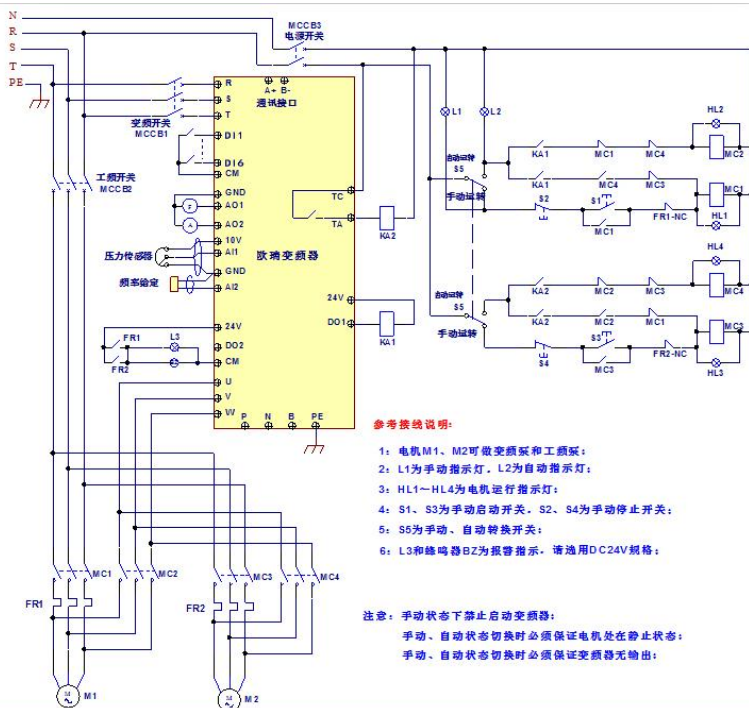 N
R
S
T
PE
MCCB3
电源开关
A+ B-
通讯接口
R
S
T
变频开关
MCCB1
工频开关
MCCB2
DI1
DI6
CM
GND
AO1
AO2
10V
AI1
GND
AI2
F
A
压力传感器
频率给定
欧瑞变频器
TC
TA
KA2
24V
DO1
KA1
24V
DO2
CM
FR1
L3
FR2
U
V
W
P
N
B
PE
L1
L2
自动运转
S5
手动运转
KA1
MC1
MC4
HL2
MC2
KA1
MC4
MC3
MC1
S2
S1
MC1
FR1-NC
HL1
自动运转
S5
手动运转
KA2
MC2
MC3
HL4
MC4
KA2
MC2
MC1
MC3
S4
S3
MC3
FR2-NC
HL3
参考接线说明:
1：电机M1、M2可做变频泵和工频泵；
2：L1为手动指示灯，L2为自动指示灯；
3：HL1～HL4为电机运行指示灯；
4：S1、S3为手动启动开关，S2、S4为手动停止开关；
5：S5为手动、自动转换开关；
6：L3和蜂鸣器BZ为报警指示，请选用DC24V规格；
注意：手动状态下禁止启动变频器；
手动、自动状态切换时必须保证电机处在静止状态；
手动、自动状态切换时必须保证变频器无输出；
MC1
MC2
MC3
MC4
FR1
FR2
M
M1
M
M2